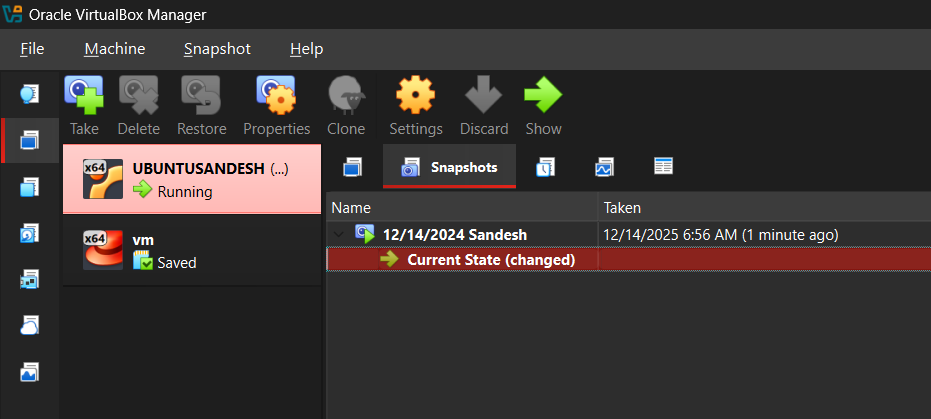 Oracle VirtualBox Manager
File Machine Snapshot Help
Take Delete Restore Properties Clone Settings Discard Show
x64 UBUNTUSANDESH (...)
Running
Snapshots
Name Taken
12/14/2024 Sandesh 12/14/2025 6:56 AM (1 minute ago)
x64 vm
Saved
Current State (changed)